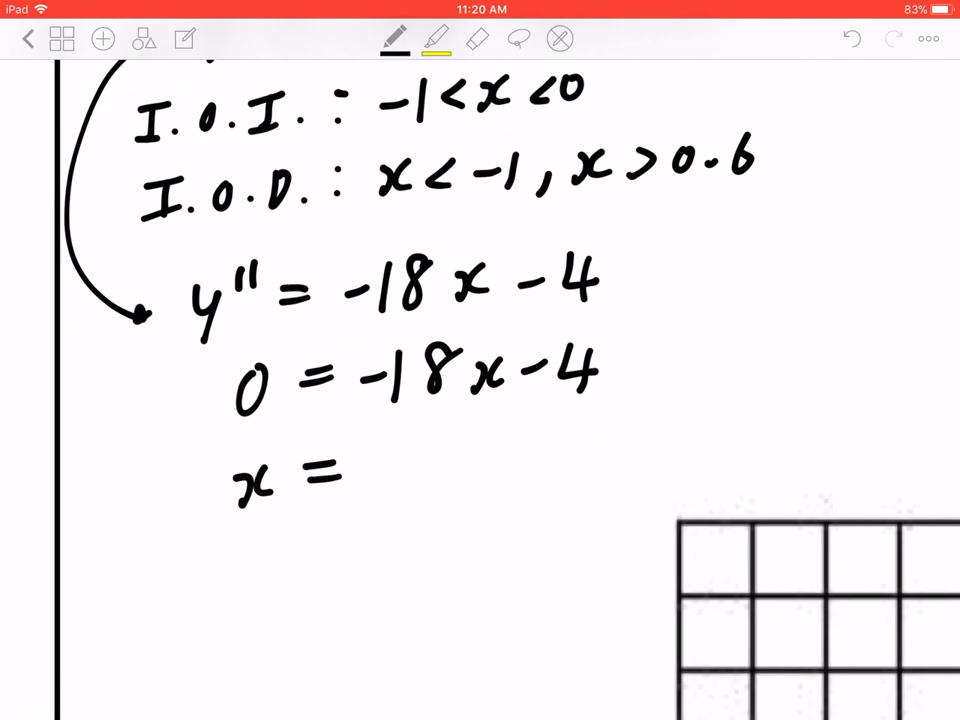 iPad 11:20 AM 83%
I.O.I. : -1 < x < 0
I.O.D. : x < -1, x > 0.6
y'' = -18x - 4
0 = -18x - 4
x =